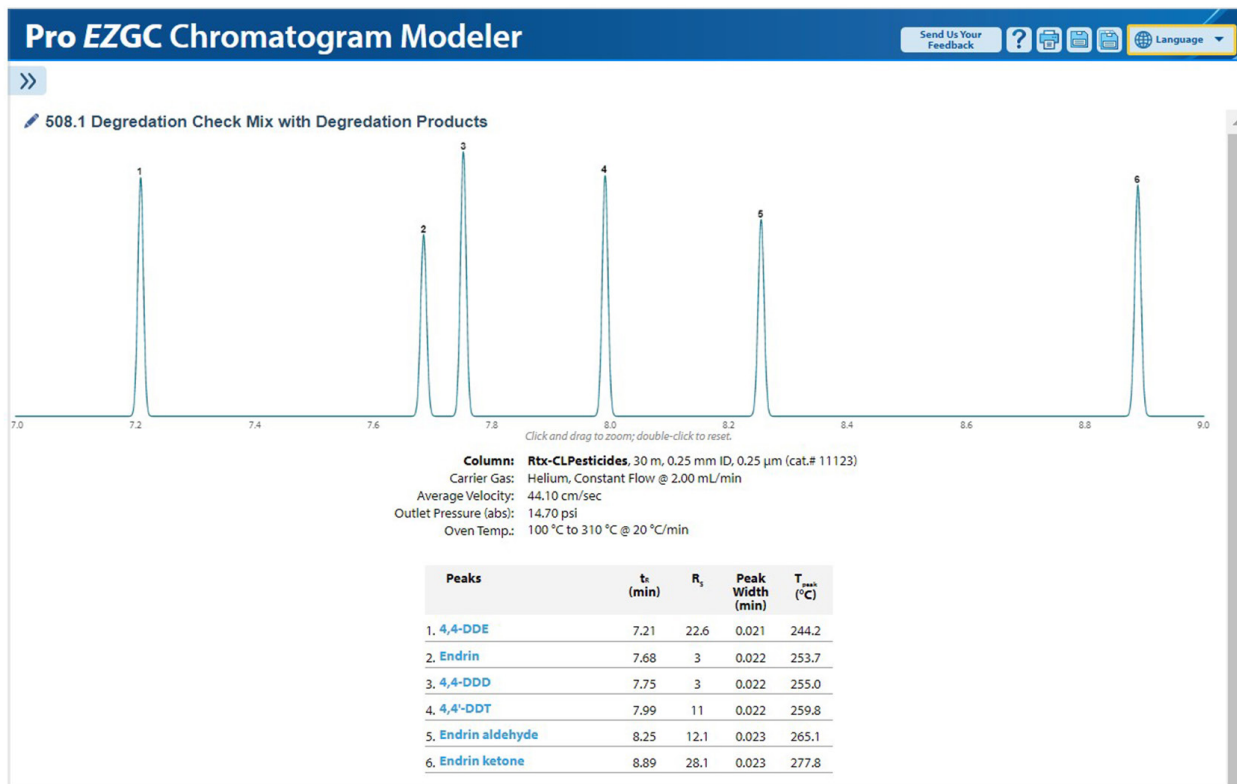 Pro EZGC Chromatogram Modeler
Send Us Your
Feedback
?
Language
»
508.1 Degredation Check Mix with Degredation Products
1
2
3
4
5
6
7.0 7.2 7.4 7.6 7.8 8.0 8.2 8.4 8.6 8.8 9.0
Click and drag to zoom; double-click to reset.
Column: Rtx-CLPesticides, 30 m, 0.25 mm ID, 0.25 µm (cat.# 11123)
Carrier Gas: Helium, Constant Flow @ 2.00 mL/min
Average Velocity: 44.10 cm/sec
Outlet Pressure (abs): 14.70 psi
Oven Temp.: 100 °C to 310 °C @ 20 °C/min
Peaks tR (min) Rs Peak Width (min) Tpeak (°C)
1. 4,4-DDE 7.21 22.6 0.021 244.2
2. Endrin 7.68 3 0.022 253.7
3. 4,4-DDD 7.75 3 0.022 255.0
4. 4,4'-DDT 7.99 11 0.022 259.8
5. Endrin aldehyde 8.25 12.1 0.023 265.1
6. Endrin ketone 8.89 28.1 0.023 277.8